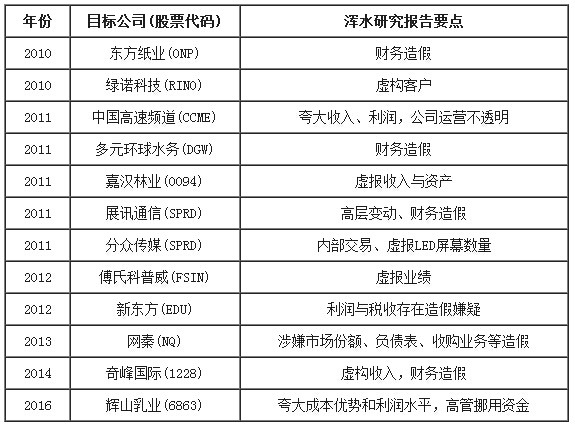 年份 目标公司(股票代码) 浑水研究报告要点
2010 东方纸业(ONP) 财务造假
2010 绿诺科技(RINO) 虚构客户
2011 中国高速频道(CCME) 夸大收入、利润，公司运营不透明
2011 多元环球水务(DGW) 财务造假
2011 嘉汉林业(0094) 虚报收入与资产
2011 展讯通信(SPRD) 高层变动、财务造假
2011 分众传媒(SPRD) 内部交易、虚报LED屏幕数量
2012 傅氏科普威(FSIN) 虚报业绩
2012 新东方(EDU) 利润与税收存在造假嫌疑
2013 网秦(NQ) 涉嫌市场份额、负债表、收购业务等造假
2014 奇峰国际(1228) 虚构收入，财务造假
2016 辉山乳业(6863) 夸大成本优势和利润水平，高管挪用资金